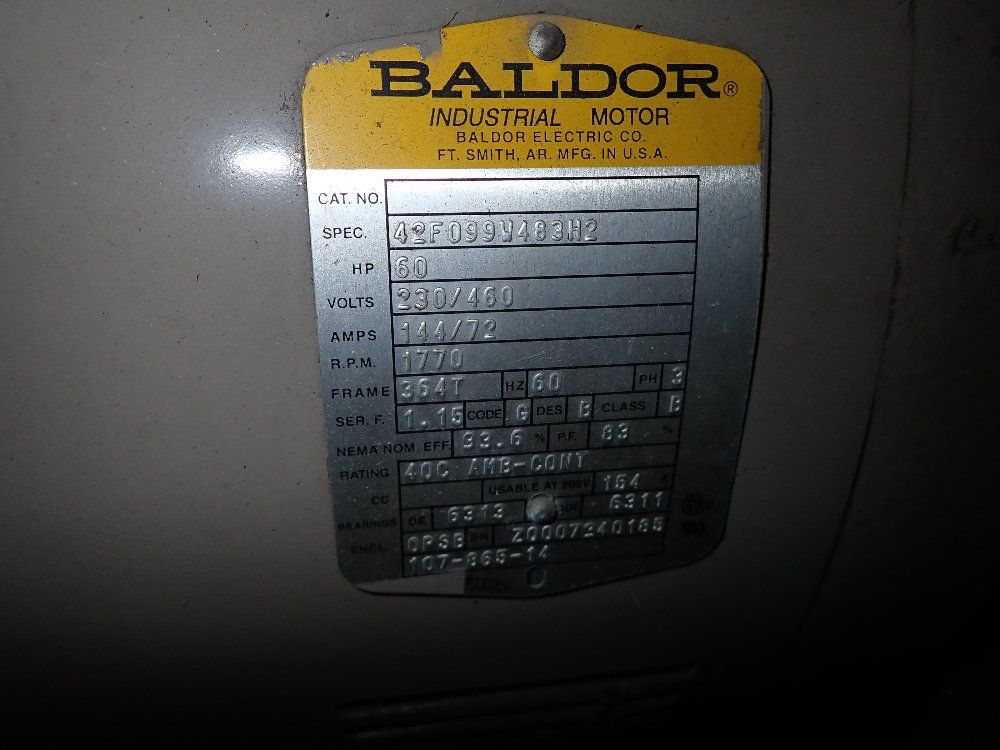 BALDOR®
INDUSTRIAL MOTOR
BALDOR ELECTRIC CO.
FT. SMITH, AR. MFG. IN U.S.A.
CAT. NO.
SPEC. 42F099W483H2
HP 60
VOLTS 230/460
AMPS 144/72
R.P.M. 1770
FRAME 364T HZ 60 PH 3
SER. F. 1.15 CODE G DES B CLASS B
NEMA NOM. EFF. 93.6 % P.F. 83 %
RATING 40C AMB-CONT
CC USABLE AT 208V 154 A
BEARINGS DE 6313 ODE 6311
ENCL. OPSB SN Z0007240185
107-865-14